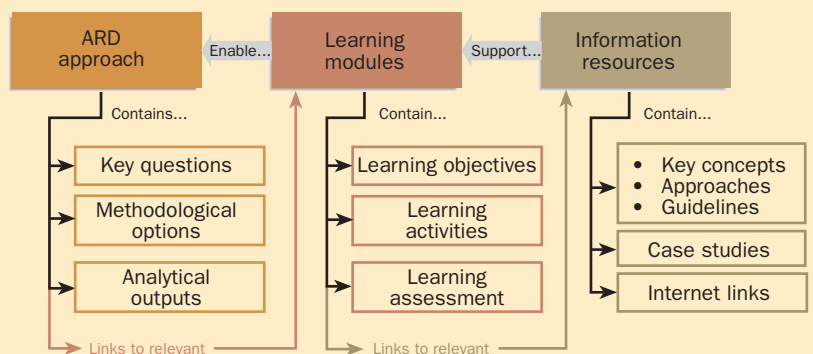 ARD
approach
Enable...
Learning
modules
Support...
Information
resources
Contains...
Key questions
Methodological
options
Analytical
outputs
Links to relevant
Contain...
Learning objectives
Learning
activities
Learning
assessment
Links to relevant
Contain...
• Key concepts
• Approaches
• Guidelines
Case studies
Internet links